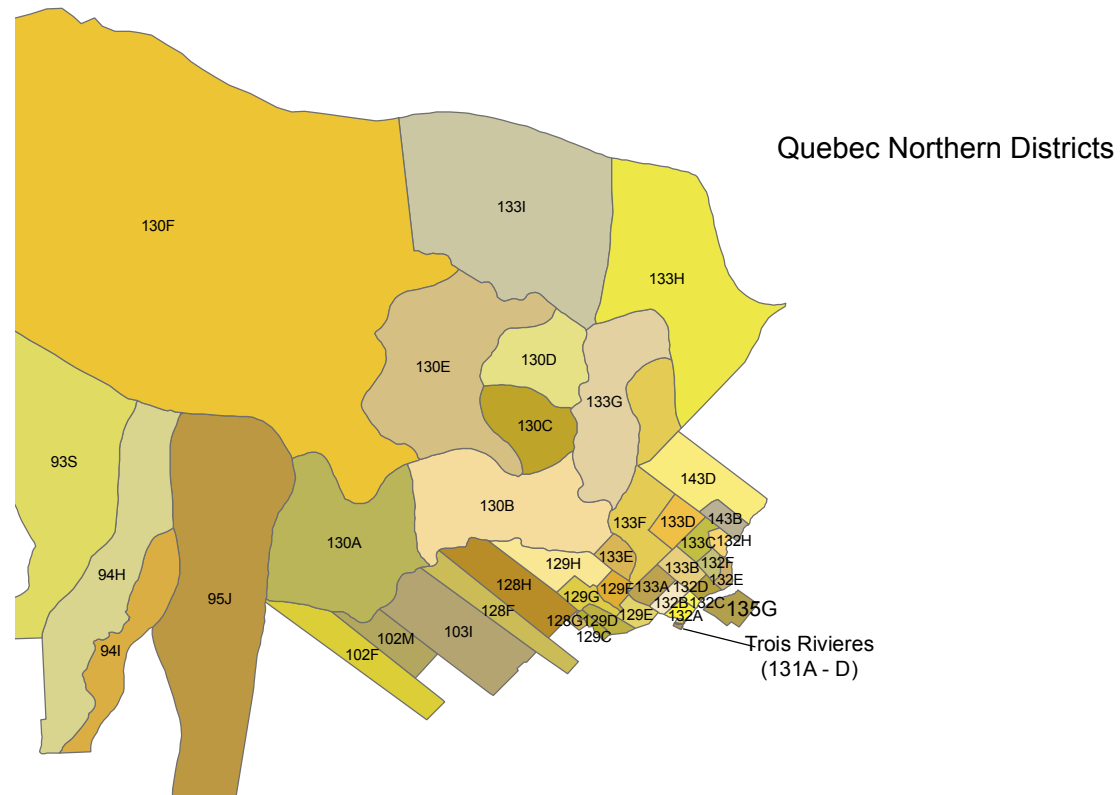 Quebec Northern Districts
133I
130F
133H
130D
130E
133G
130C
93S
143D
130B
143B
133F
133D
130A
133C
132H
133E
129H
132F
133B
94H
128H
132E
133A
132D
129F
129G
95J
132B
132C
128F
135G
129E
132A
128G
129D
103I
129C
102M
Trois Rivieres
94I
102F
(131A - D)